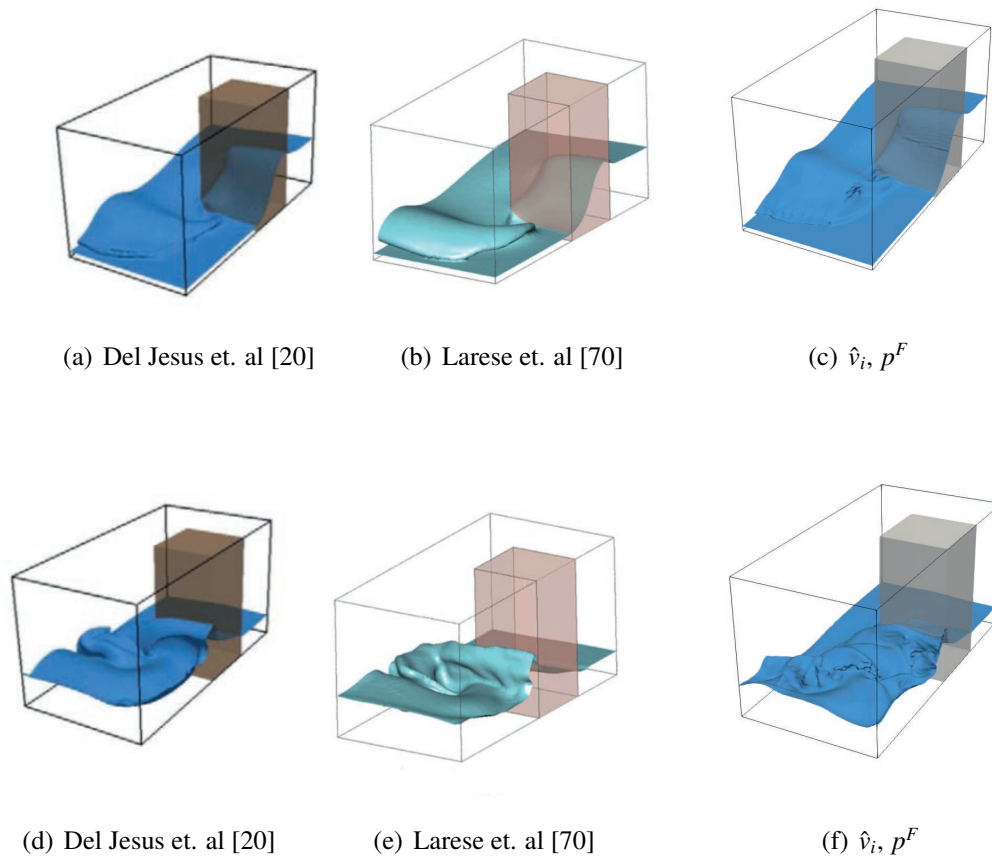 (a) Del Jesus et. al [20]
(b) Larese et. al [70]
(c) v̂ᵢ, pᶠ
(d) Del Jesus et. al [20]
(e) Larese et. al [70]
(f) v̂ᵢ, pᶠ